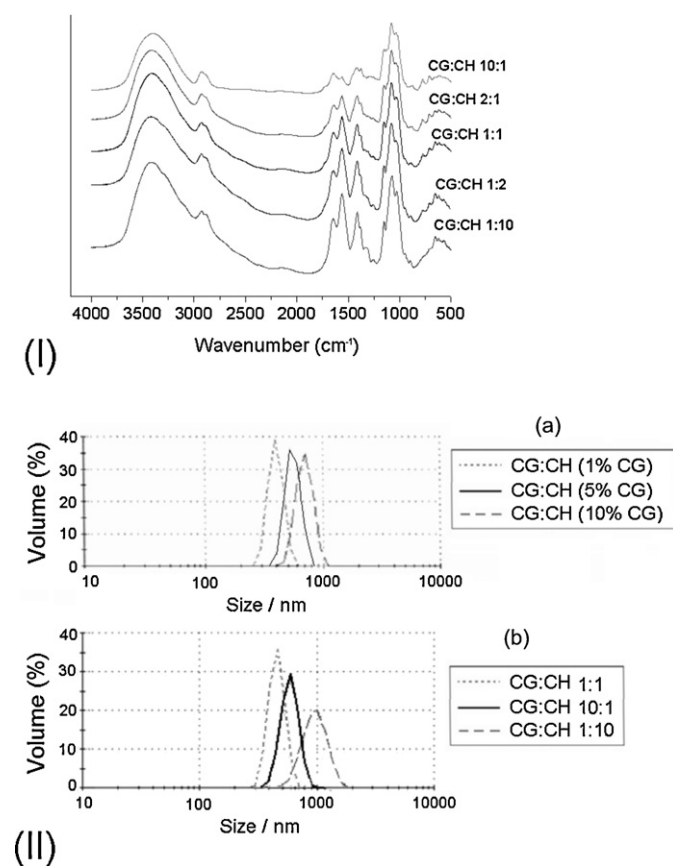 CG:CH 10:1
CG:CH 2:1
CG:CH 1:1
CG:CH 1:2
CG:CH 1:10
4000 3500 3000 2500 2000 1500 1000 500
Wavenumber (cm⁻¹)
(I)
(a)
40
30
20
10
0
Volume (%)
10 100 1000 10000
Size / nm
CG:CH (1% CG)
CG:CH (5% CG)
CG:CH (10% CG)
(b)
40
30
20
10
0
Volume (%)
10 100 1000 10000
Size / nm
CG:CH 1:1
CG:CH 10:1
CG:CH 1:10
(II)